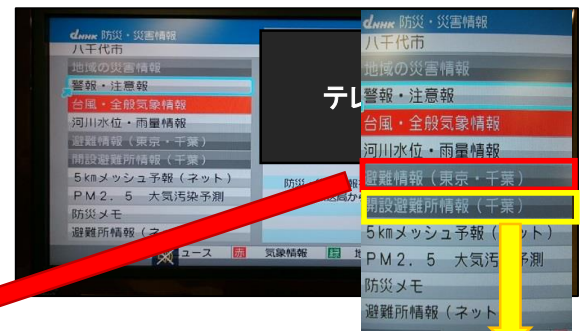 dNHK 防災・災害情報
八千代市
地域の災害情報
警報・注意報
台風・全般気象情報
河川水位・雨量情報
避難情報(東京・千葉)
開設避難所情報(千葉)
5kmメッシュ予報(ネット)
PM2.5 大気汚染予測
防災メモ
避難所情報(ネ
テレ
防災
ュース
赤
気象情報
緑
dNHK 防災・災害情報
八千代市
地域の災害情報
警報・注意報
台風・全般気象情報
河川水位・雨量情報
避難情報(東京・千葉)
開設避難所情報(千葉)
5kmメッシュ予報( ット)
PM2.5 大気汚 予測
防災メモ
避難所情報(ネット